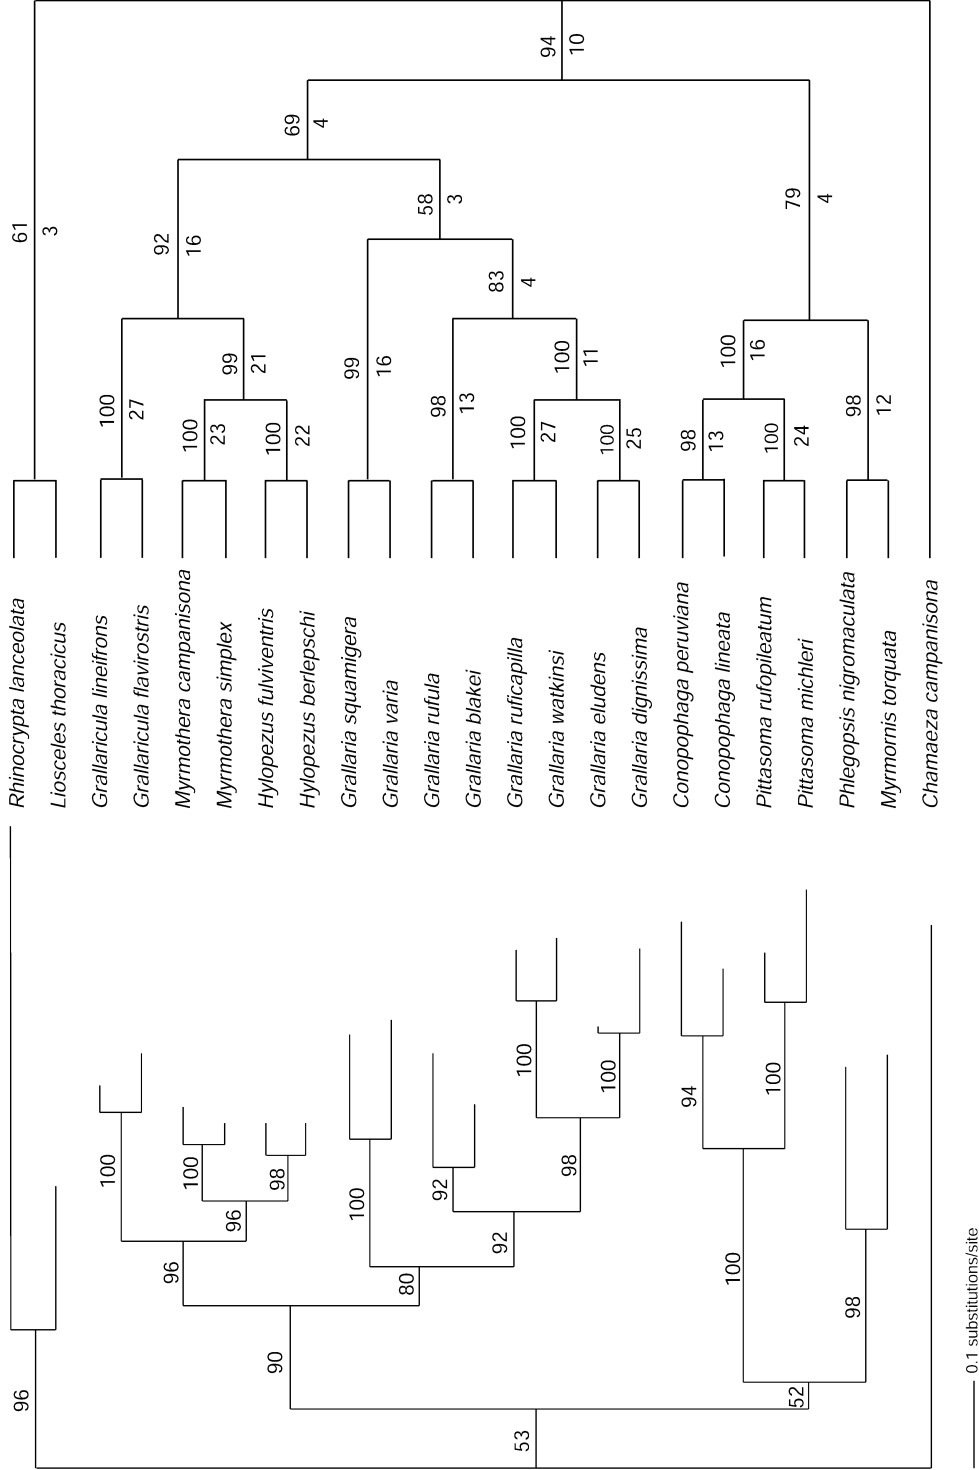 61
3
94
10
69
4
92
16
58
3
83
4
79
4
100
27
99
21
100
23
100
22
99
16
98
13
100
11
100
27
100
25
100
16
98
13
100
24
98
12
Rhinocrypta lanceolata
Liosceles thoracicus
Grallaricula lineifrons
Grallaricula flavirostris
Myrmothera campanisona
Myrmothera simplex
Hylopezus fulviventris
Hylopezus berlepschi
Grallaria squamigera
Grallaria varia
Grallaria rufula
Grallaria blakei
Grallaria ruficapilla
Grallaria watkinsi
Grallaria eludens
Grallaria dignissima
Conopophaga peruviana
Conopophaga lineata
Pittasoma rufopileatum
Pittasoma michleri
Phlegopsis nigromaculata
Myrmornis torquata
Chamaeza campanisona
96
100
100
98
96
96
100
92
100
100
98
92
80
90
94
100
100
98
52
53
0.1 substitutions/site